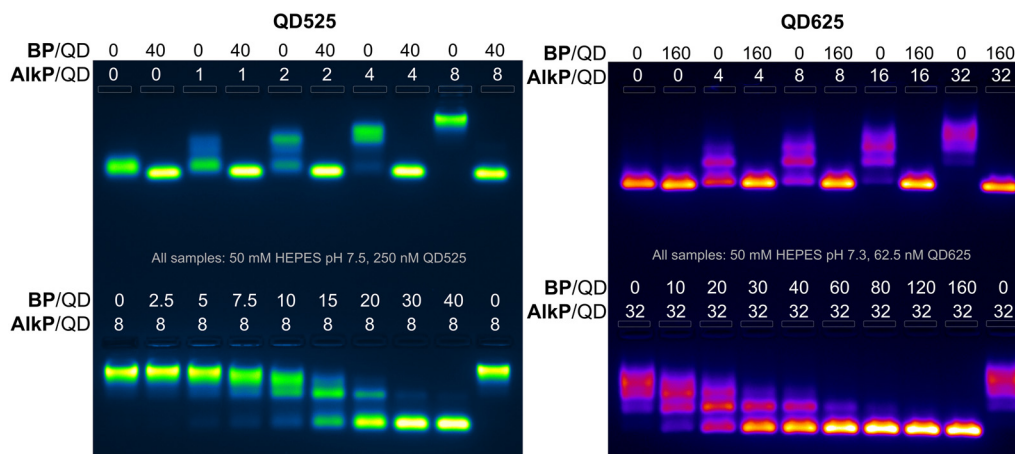 QD525
BP/QD 0 40 0 40 0 40 0 40 0 40
AlkP/QD 0 0 1 1 2 2 4 4 8 8
All samples: 50 mM HEPES pH 7.5, 250 nM QD525
BP/QD 0 2.5 5 7.5 10 15 20 30 40 0
AlkP/QD 8 8 8 8 8 8 8 8 8 8
QD625
BP/QD 0 160 0 160 0 160 0 160 0 160
AlkP/QD 0 0 4 4 8 8 16 16 32 32
All samples: 50 mM HEPES pH 7.3, 62.5 nM QD625
BP/QD 0 10 20 30 40 60 80 120 160 0
AlkP/QD 32 32 32 32 32 32 32 32 32 32